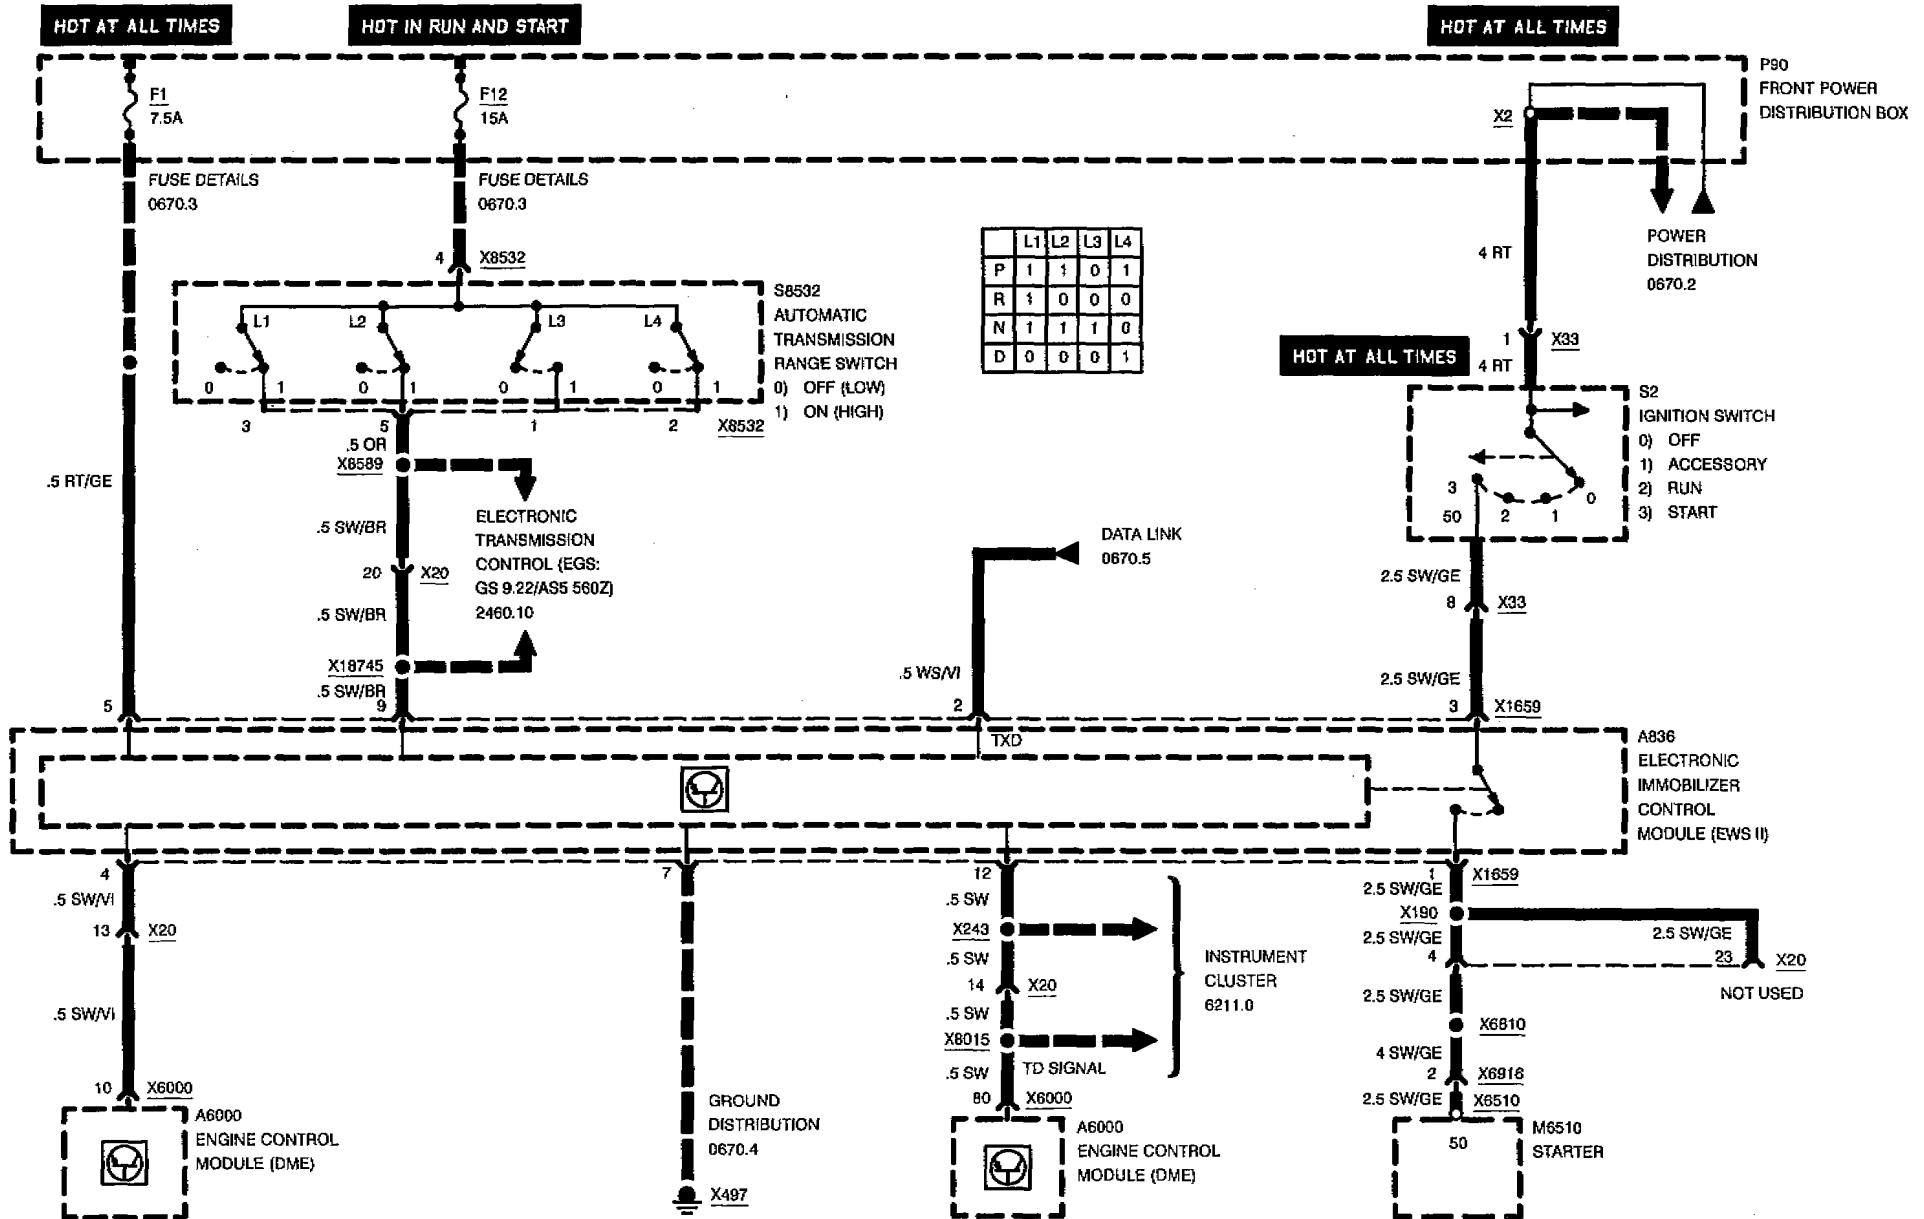 HOT AT ALL TIMES
HOT IN RUN AND START
HOT AT ALL TIMES
P90
FRONT POWER
DISTRIBUTION BOX
F1
7.5A
F12
15A
X2
FUSE DETAILS
0670.3
FUSE DETAILS
0670.3
POWER
DISTRIBUTION
0670.2
4 RT
4 X8532
L1 L2 L3 L4
P 1 1 0 1
R 1 0 0 0
N 1 1 1 0
D 0 0 0 1
S8532
AUTOMATIC
TRANSMISSION
RANGE SWITCH
0) OFF (LOW)
1) ON (HIGH)
L1 L2 L3 L4
0 1 0 1 0 1 0 1
3 5 1 2 X8532
1 X33
HOT AT ALL TIMES
4 RT
S2
IGNITION SWITCH
0) OFF
1) ACCESSORY
2) RUN
3) START
3 0
50 2 1
.5 OR
X8589
.5 RT/GE
.5 SW/BR
ELECTRONIC
TRANSMISSION
CONTROL (EGS:
GS 9.22/AS5 560Z)
2460.10
20 X20
.5 SW/BR
X18745
.5 SW/BR
DATA LINK
0670.5
2.5 SW/GE
8 X33
.5 WS/VI
2.5 SW/GE
5 9 2 3 X1659
TXD
A836
ELECTRONIC
IMMOBILIZER
CONTROL
MODULE (EWS II)
4 7 12 1 X1659
.5 SW/VI
13 X20
.5 SW/VI
10 X6000
A6000
ENGINE CONTROL
MODULE (DME)
GROUND
DISTRIBUTION
0670.4
X497
.5 SW
X243
.5 SW
14 X20
.5 SW
X8015
.5 SW
TD SIGNAL
80 X6000
A6000
ENGINE CONTROL
MODULE (DME)
INSTRUMENT
CLUSTER
6211.0
2.5 SW/GE
X190
2.5 SW/GE
2.5 SW/GE
4 23 X20
NOT USED
2.5 SW/GE
X6810
4 SW/GE
2 X6916
2.5 SW/GE X6510
50
M6510
STARTER